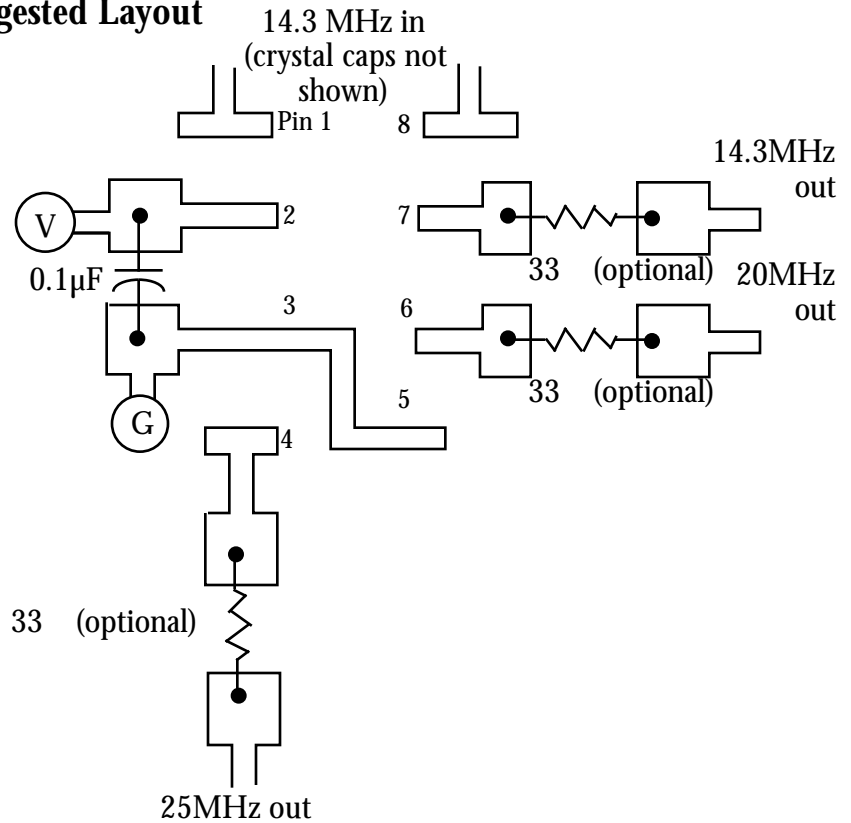 gested Layout
14.3 MHz in
(crystal caps not
shown)
Pin 1
8
14.3MHz
out
V
2
7
0.1µF
33 (optional)
20MHz
out
3
6
33 (optional)
5
G
4
33 (optional)
25MHz out